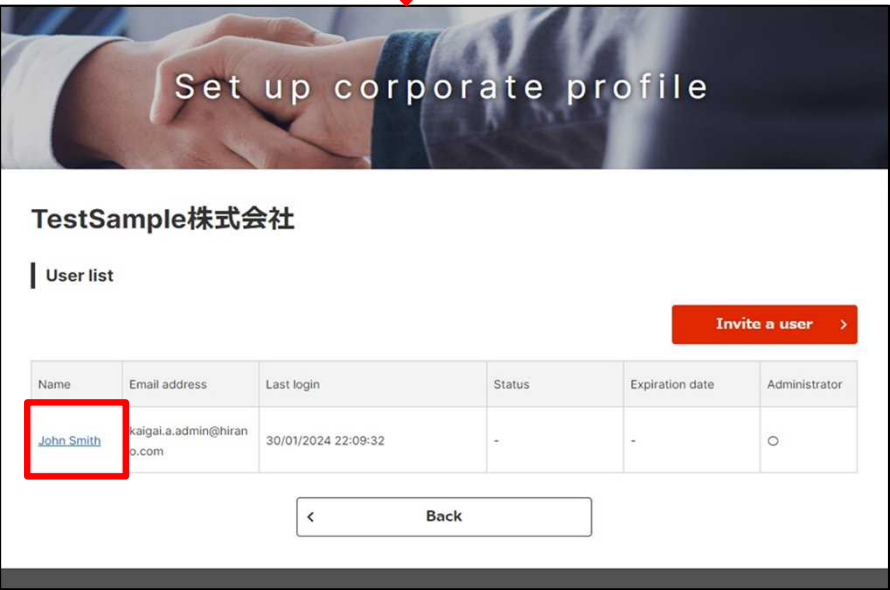 Set up corporate profile
TestSample株式会社
User list
Invite a user
Name Email address Last login Status Expiration date Administrator
John Smith kaigai.a.admin@hiran
o.com 30/01/2024 22:09:32 - - ○
Back